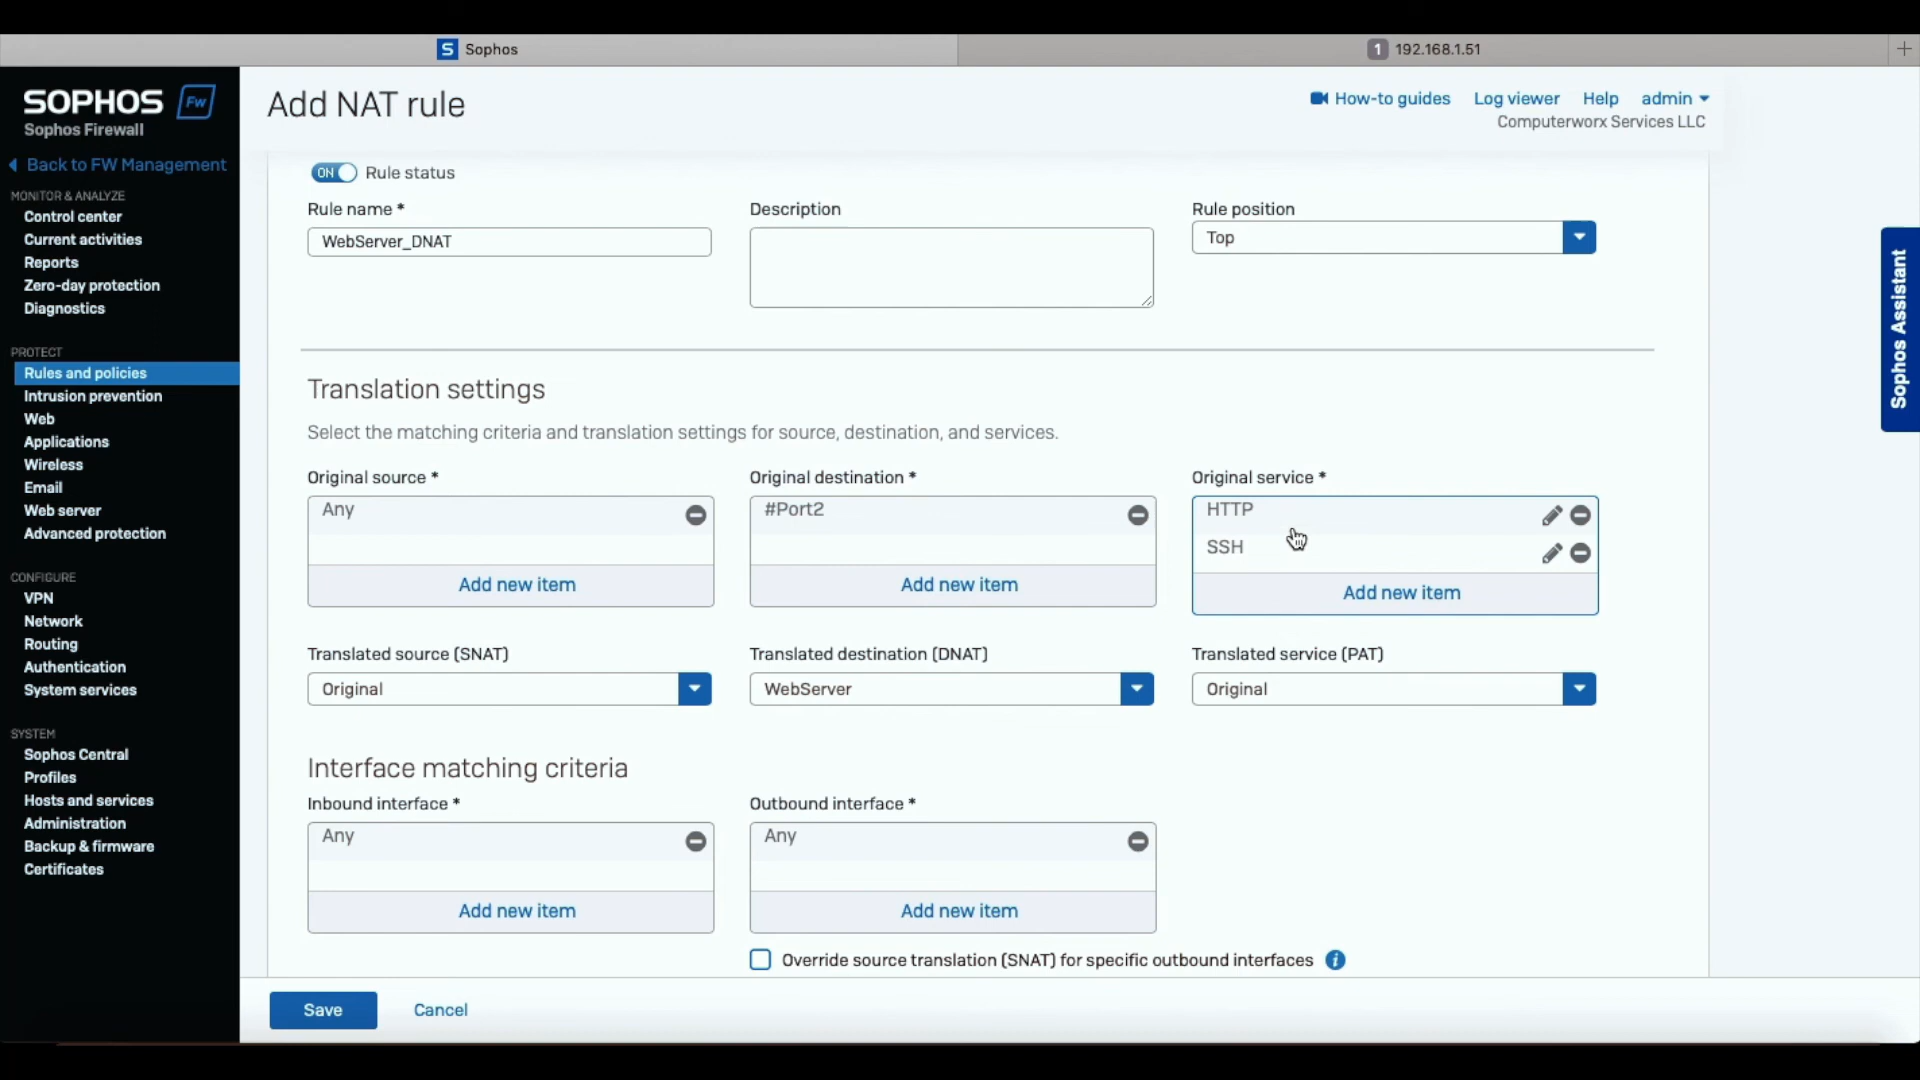 S Sophos
1 192.168.1.51
SOPHOS Fw
Sophos Firewall
Back to FW Management
MONITOR & ANALYZE
Control center
Current activities
Reports
Zero-day protection
Diagnostics
PROTECT
Rules and policies
Intrusion prevention
Web
Applications
Wireless
Email
Web server
Advanced protection
CONFIGURE
VPN
Network
Routing
Authentication
System services
SYSTEM
Sophos Central
Profiles
Hosts and services
Administration
Backup & firmware
Certificates
Add NAT rule
How-to guides Log viewer Help admin
Computerworx Services LLC
ON Rule status
Rule name * Description Rule position
WebServer_DNAT Top
Translation settings
Select the matching criteria and translation settings for source, destination, and services.
Original source * Original destination * Original service *
Any #Port2 HTTP
SSH
Add new item Add new item Add new item
Translated source (SNAT) Translated destination (DNAT) Translated service (PAT)
Original WebServer Original
Interface matching criteria
Inbound interface * Outbound interface *
Any Any
Add new item Add new item
Override source translation (SNAT) for specific outbound interfaces i
Save Cancel
Sophos Assistant